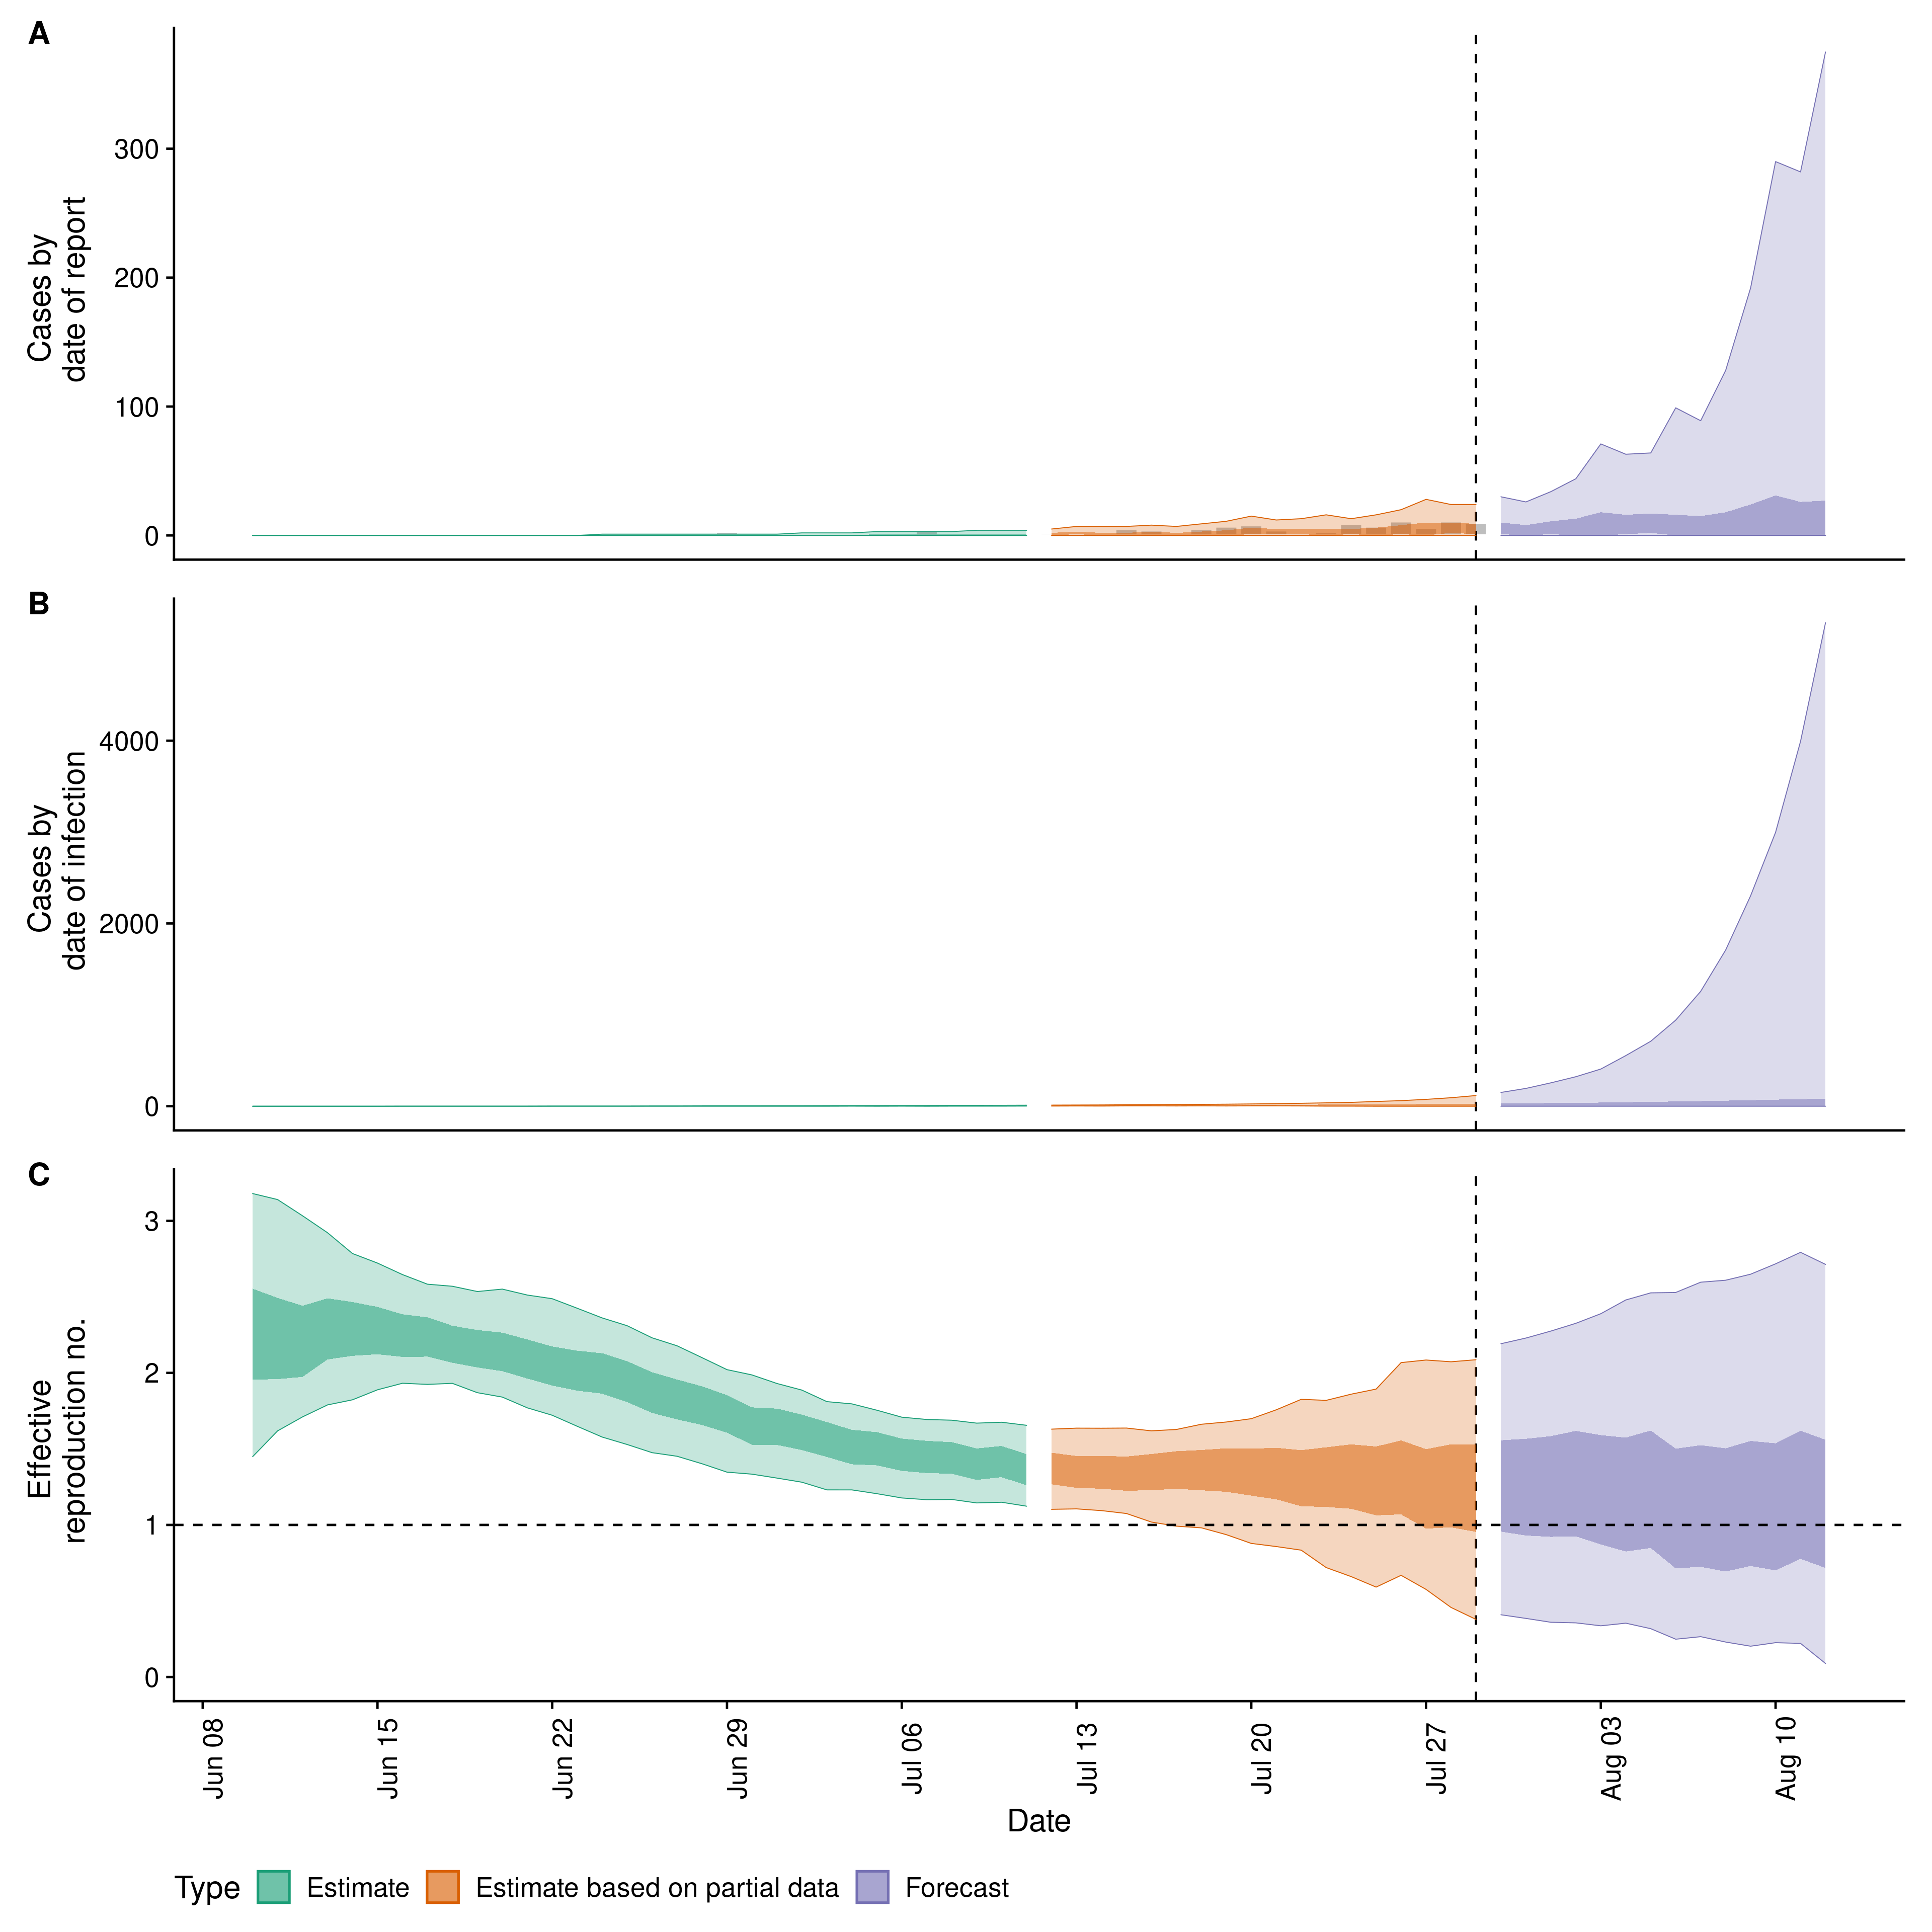 A
Cases by
date of report
300
200
100
0
B
Cases by
date of infection
4000
2000
0
C
Effective
reproduction no.
3
2
1
0
Jun 08
Jun 15
Jun 22
Jun 29
Jul 06
Jul 13
Jul 20
Jul 27
Aug 03
Aug 10
Date
Type Estimate Estimate based on partial data Forecast